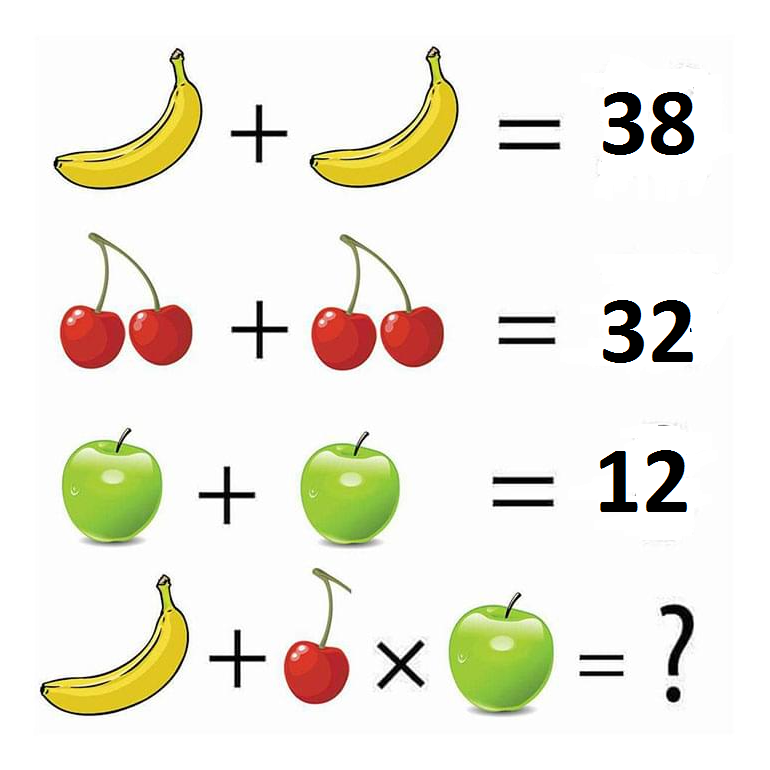 + = 38
+ = 32
+ = 12
+ × = ?